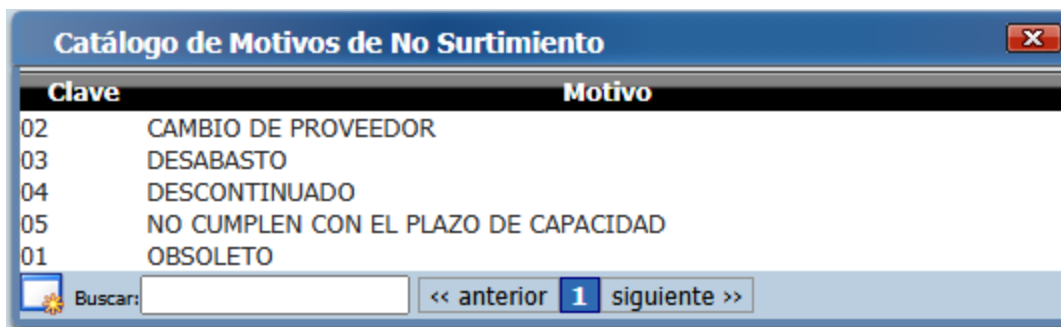 Catálogo de Motivos de No Surtimiento
Clave Motivo
02 CAMBIO DE PROVEEDOR
03 DESABASTO
04 DESCONTINUADO
05 NO CUMPLEN CON EL PLAZO DE CAPACIDAD
01 OBSOLETO
Buscar: << anterior 1 siguiente >>